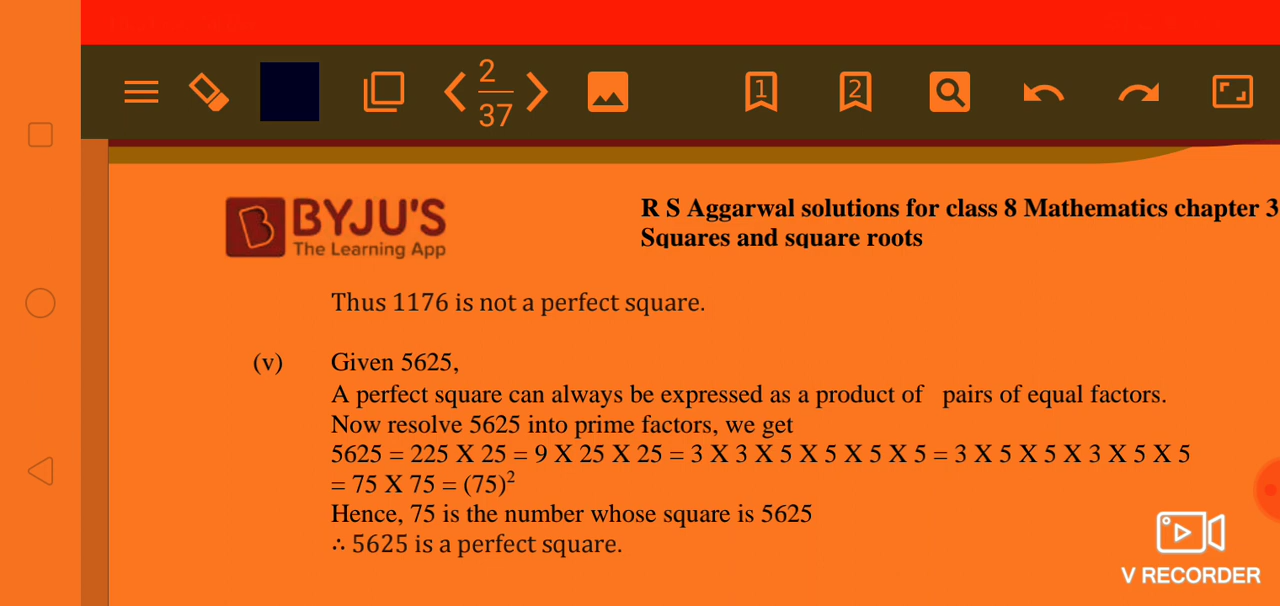 2
37
1
2
BYJU'S
The Learning App
R S Aggarwal solutions for class 8 Mathematics chapter 3
Squares and square roots
Thus 1176 is not a perfect square.
(v) Given 5625,
A perfect square can always be expressed as a product of pairs of equal factors.
Now resolve 5625 into prime factors, we get
5625 = 225 X 25 = 9 X 25 X 25 = 3 X 3 X 5 X 5 X 5 X 5 = 3 X 5 X 5 X 3 X 5 X 5
= 75 X 75 = (75)²
Hence, 75 is the number whose square is 5625
∴ 5625 is a perfect square.
V RECORDER